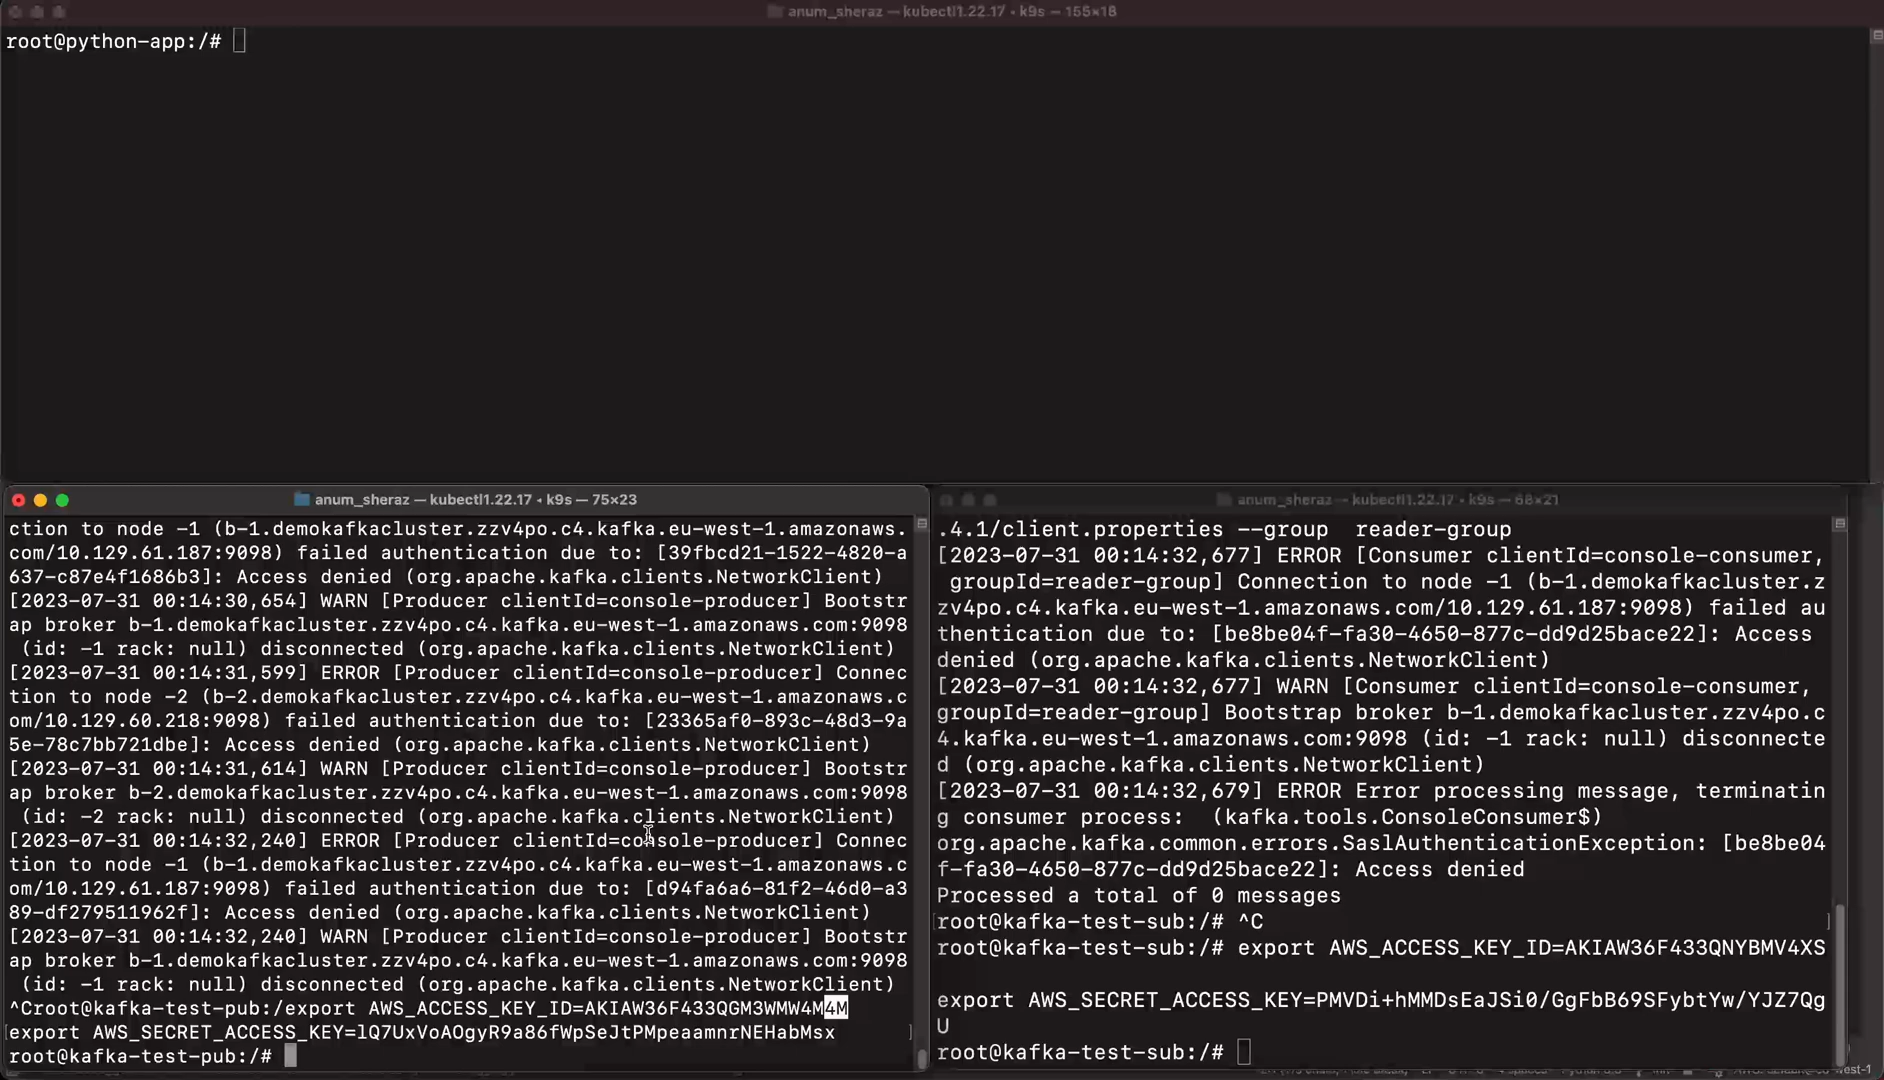 anum_sheraz — kubectl1.22.17 ◂ k9s — 155×18
root@python-app:/#
anum_sheraz — kubectl1.22.17 ◂ k9s — 75×23
ction to node -1 (b-1.demokafkacluster.zzv4po.c4.kafka.eu-west-1.amazonaws.
com/10.129.61.187:9098) failed authentication due to: [39fbcd21-1522-4820-a
637-c87e4f1686b3]: Access denied (org.apache.kafka.clients.NetworkClient)
[2023-07-31 00:14:30,654] WARN [Producer clientId=console-producer] Bootstr
ap broker b-1.demokafkacluster.zzv4po.c4.kafka.eu-west-1.amazonaws.com:9098
(id: -1 rack: null) disconnected (org.apache.kafka.clients.NetworkClient)
[2023-07-31 00:14:31,599] ERROR [Producer clientId=console-producer] Connec
tion to node -2 (b-2.demokafkacluster.zzv4po.c4.kafka.eu-west-1.amazonaws.c
om/10.129.60.218:9098) failed authentication due to: [23365af0-893c-48d3-9a
5e-78c7bb721dbe]: Access denied (org.apache.kafka.clients.NetworkClient)
[2023-07-31 00:14:31,614] WARN [Producer clientId=console-producer] Bootstr
ap broker b-2.demokafkacluster.zzv4po.c4.kafka.eu-west-1.amazonaws.com:9098
(id: -2 rack: null) disconnected (org.apache.kafka.clients.NetworkClient)
[2023-07-31 00:14:32,240] ERROR [Producer clientId=console-producer] Connec
tion to node -1 (b-1.demokafkacluster.zzv4po.c4.kafka.eu-west-1.amazonaws.c
om/10.129.61.187:9098) failed authentication due to: [d94fa6a6-81f2-46d0-a3
89-df279511962f]: Access denied (org.apache.kafka.clients.NetworkClient)
[2023-07-31 00:14:32,240] WARN [Producer clientId=console-producer] Bootstr
ap broker b-1.demokafkacluster.zzv4po.c4.kafka.eu-west-1.amazonaws.com:9098
(id: -1 rack: null) disconnected (org.apache.kafka.clients.NetworkClient)
^Croot@kafka-test-pub:/export AWS_ACCESS_KEY_ID=AKIAW36F433QGM3WMW4M4M
export AWS_SECRET_ACCESS_KEY=lQ7UxVoAOgyR9a86fWpSeJtPMpeaamnrNEHabMsx
root@kafka-test-pub:/#
anum_sheraz — kubectl1.22.17 ◂ k9s — 68×21
.4.1/client.properties --group  reader-group
[2023-07-31 00:14:32,677] ERROR [Consumer clientId=console-consumer,
 groupId=reader-group] Connection to node -1 (b-1.demokafkacluster.z
zv4po.c4.kafka.eu-west-1.amazonaws.com/10.129.61.187:9098) failed au
thentication due to: [be8be04f-fa30-4650-877c-dd9d25bace22]: Access
denied (org.apache.kafka.clients.NetworkClient)
[2023-07-31 00:14:32,677] WARN [Consumer clientId=console-consumer,
groupId=reader-group] Bootstrap broker b-1.demokafkacluster.zzv4po.c
4.kafka.eu-west-1.amazonaws.com:9098 (id: -1 rack: null) disconnecte
d (org.apache.kafka.clients.NetworkClient)
[2023-07-31 00:14:32,679] ERROR Error processing message, terminatin
g consumer process:  (kafka.tools.ConsoleConsumer$)
org.apache.kafka.common.errors.SaslAuthenticationException: [be8be04
f-fa30-4650-877c-dd9d25bace22]: Access denied
Processed a total of 0 messages
root@kafka-test-sub:/# ^C
root@kafka-test-sub:/# export AWS_ACCESS_KEY_ID=AKIAW36F433QNYBMV4XS
export AWS_SECRET_ACCESS_KEY=PMVDi+hMMDsEaJSi0/GgFbB69SFybtYw/YJZ7Qg
U
root@kafka-test-sub:/#